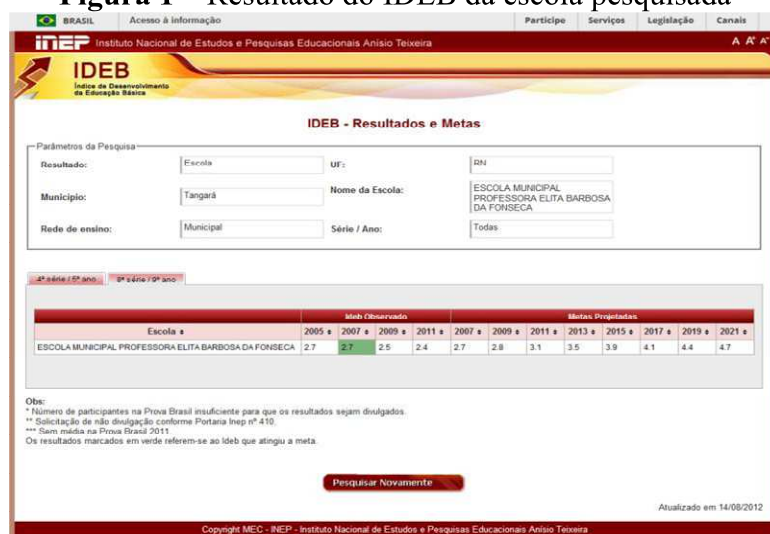 Figura 1 – Resultado do IDEB da escola pesquisada
BRASIL Acesso à informação Participe Serviços Legislação Canais
INEP Instituto Nacional de Estudos e Pesquisas Educacionais Anísio Teixeira A A+ A-
IDEB
Índice de Desenvolvimento
da Educação Básica
IDEB - Resultados e Metas
Parâmetros da Pesquisa
Resultado: Escola UF: RN
Município: Tangará Nome da Escola: ESCOLA MUNICIPAL
PROFESSORA ELITA BARBOSA
DA FONSECA
Rede de ensino: Municipal Série / Ano: Todas
4ª série / 5º ano 8ª série / 9º ano
Ideb Observado Metas Projetadas
Escola 2005 2007 2009 2011 2007 2009 2011 2013 2015 2017 2019 2021
ESCOLA MUNICIPAL PROFESSORA ELITA BARBOSA DA FONSECA 2.7 2.7 2.5 2.4 2.7 2.8 3.1 3.5 3.9 4.1 4.4 4.7
Obs:
* Número de participantes na Prova Brasil insuficiente para que os resultados sejam divulgados.
** Solicitação de não divulgação conforme Portaria Inep nº 410.
*** Sem média na Prova Brasil 2011
Os resultados marcados em verde referem-se ao Ideb que atingiu a meta.
Pesquisar Novamente
Atualizado em 14/08/2012
Copyright MEC - INEP - Instituto Nacional de Estudos e Pesquisas Educacionais Anísio Teixeira